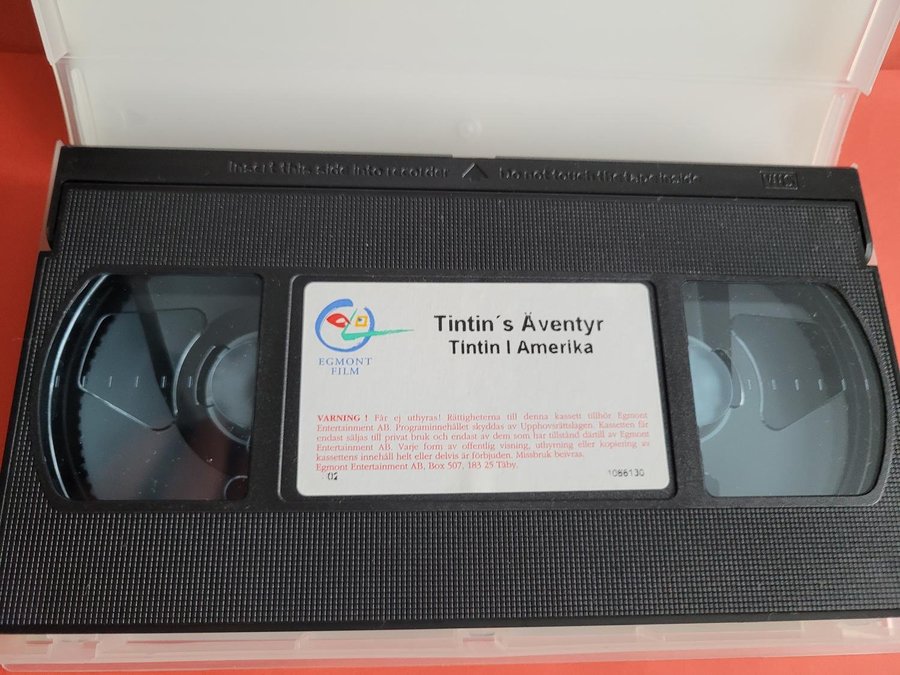 Insert this side into recorder Do not touch the tape inside VHS
Tintin´s Äventyr
Tintin I Amerika
EGMONT
FILM
VARNING ! Får ej uthyras! Rättigheterna till denna kassett tillhör Egmont
Entertainment AB. Programinnehållet skyddas av Upphovsrättslagen. Kassetten får
endast säljas till privat bruk och endast av dem som har tillstånd därtill av Egmont
Entertainment AB. Varje form av offentlig visning, uthyrning eller kopiering av
kassettens innehåll helt eller delvis är förbjuden. Missbruk beivras.
Egmont Entertainment AB, Box 507, 183 25 Täby.
02